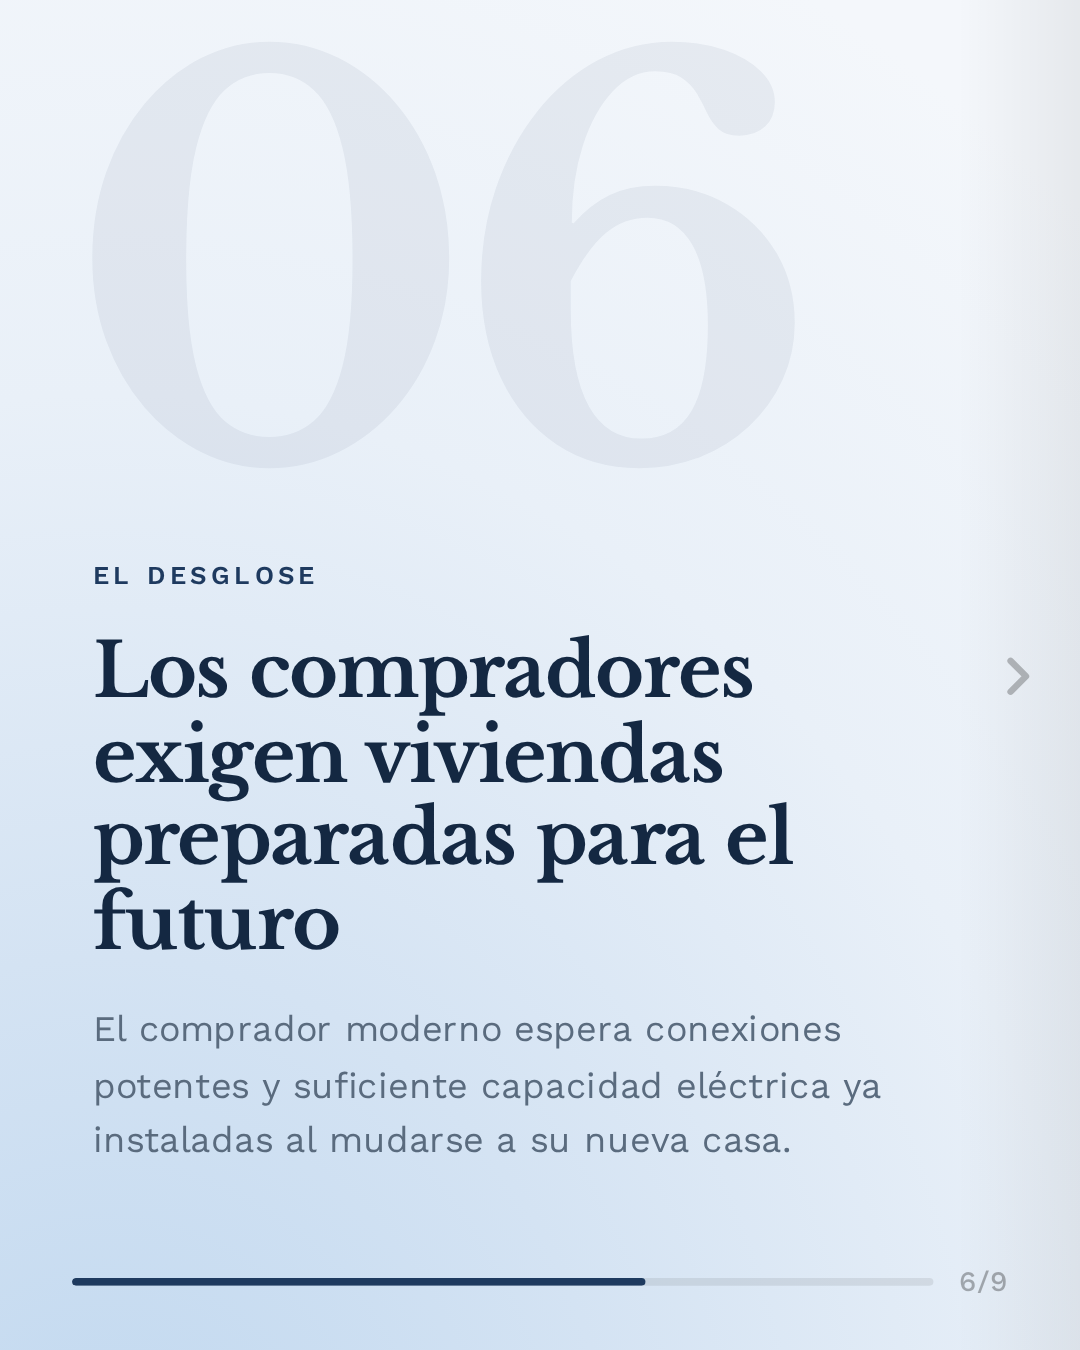 06
EL DESGLOSE
Los compradores
exigen viviendas
preparadas para el
futuro
El comprador moderno espera conexiones
potentes y suficiente capacidad eléctrica ya
instaladas al mudarse a su nueva casa.
6/9